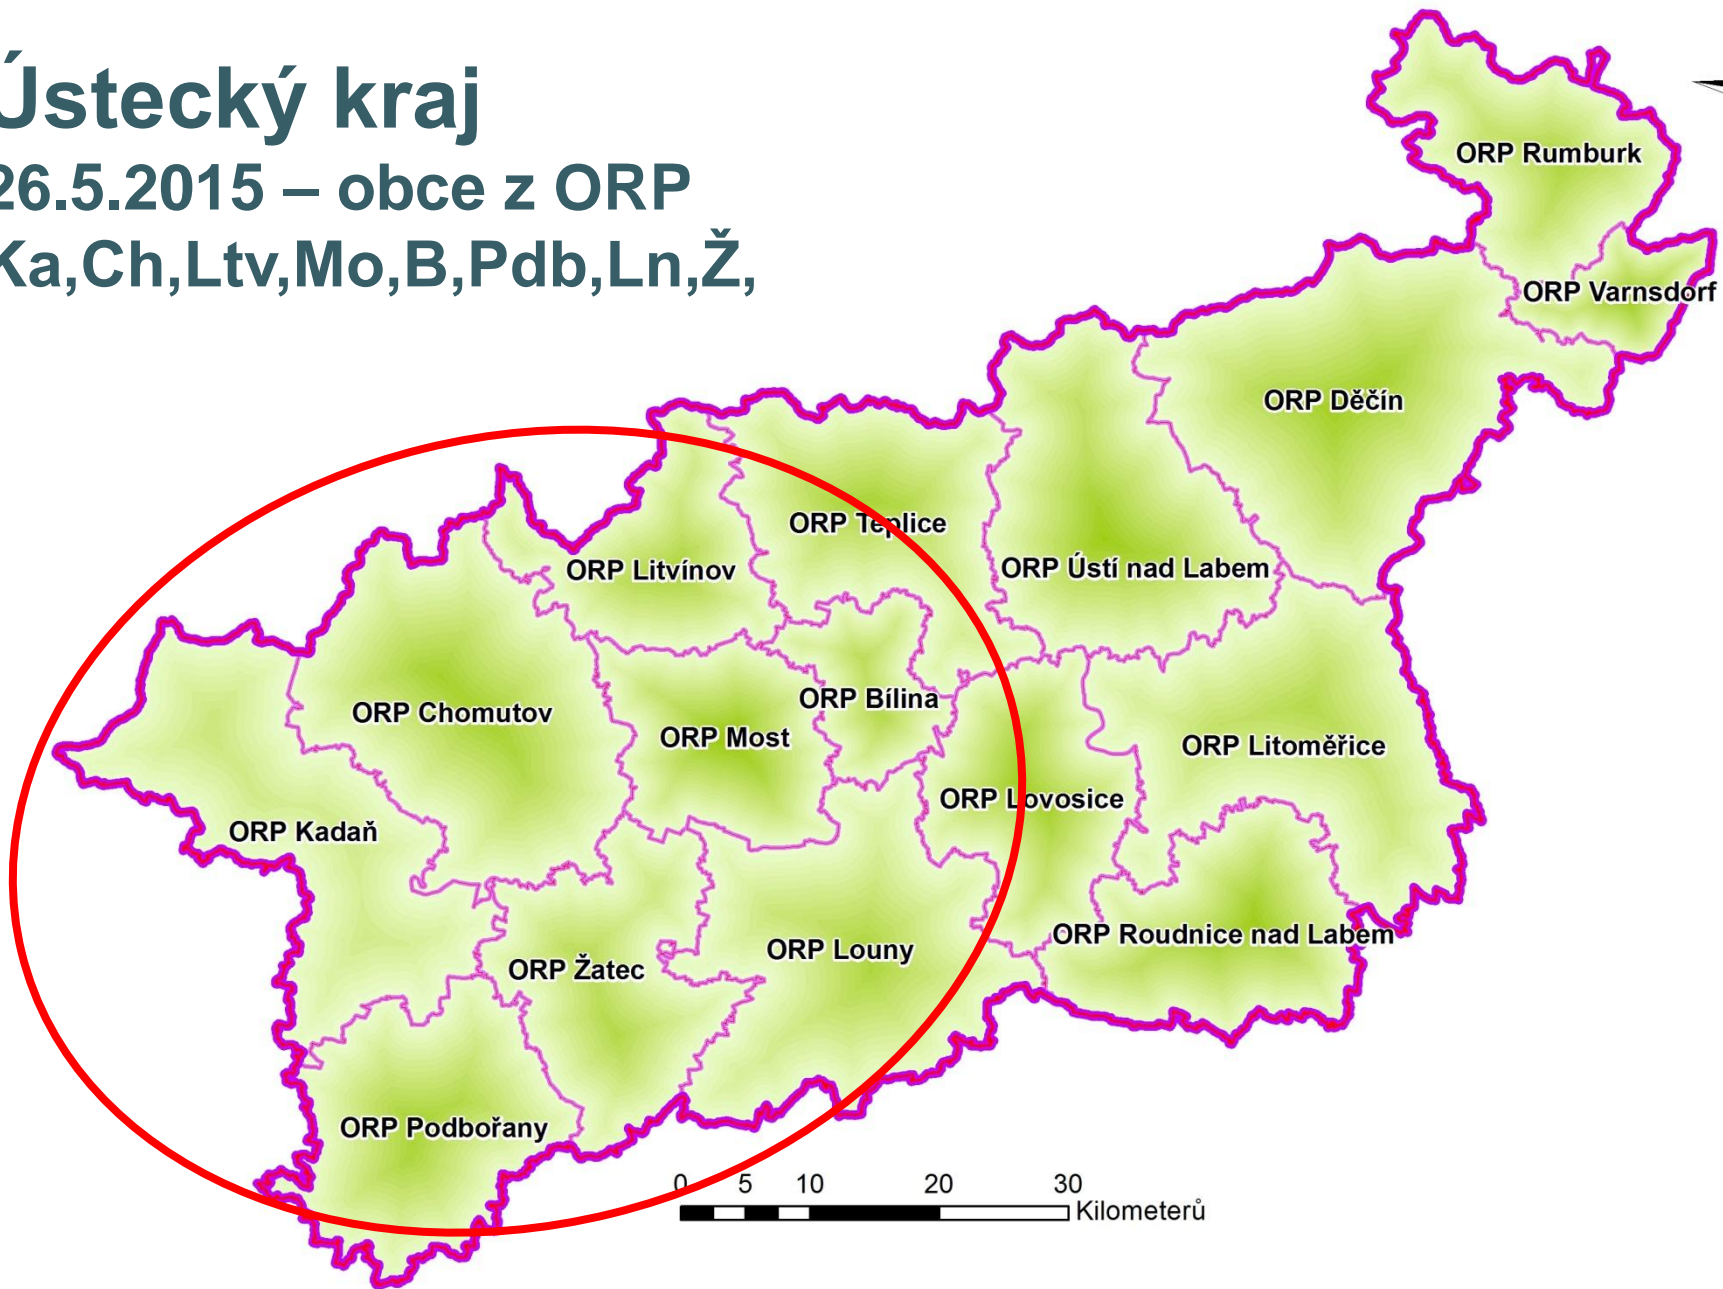 Ústecký kraj
26.5.2015 – obce z ORP
Ka,Ch,Ltv,Mo,B,Pdb,Ln,Ž,
ORP Rumburk
ORP Varnsdorf
ORP Děčín
ORP Teplice
ORP Ústí nad Labem
ORP Litvínov
ORP Bílina
ORP Chomutov
ORP Most
ORP Litoměřice
ORP Lovosice
ORP Kadaň
ORP Roudnice nad Labem
ORP Louny
ORP Žatec
ORP Podbořany
0 5 10 20 30
Kilometerů